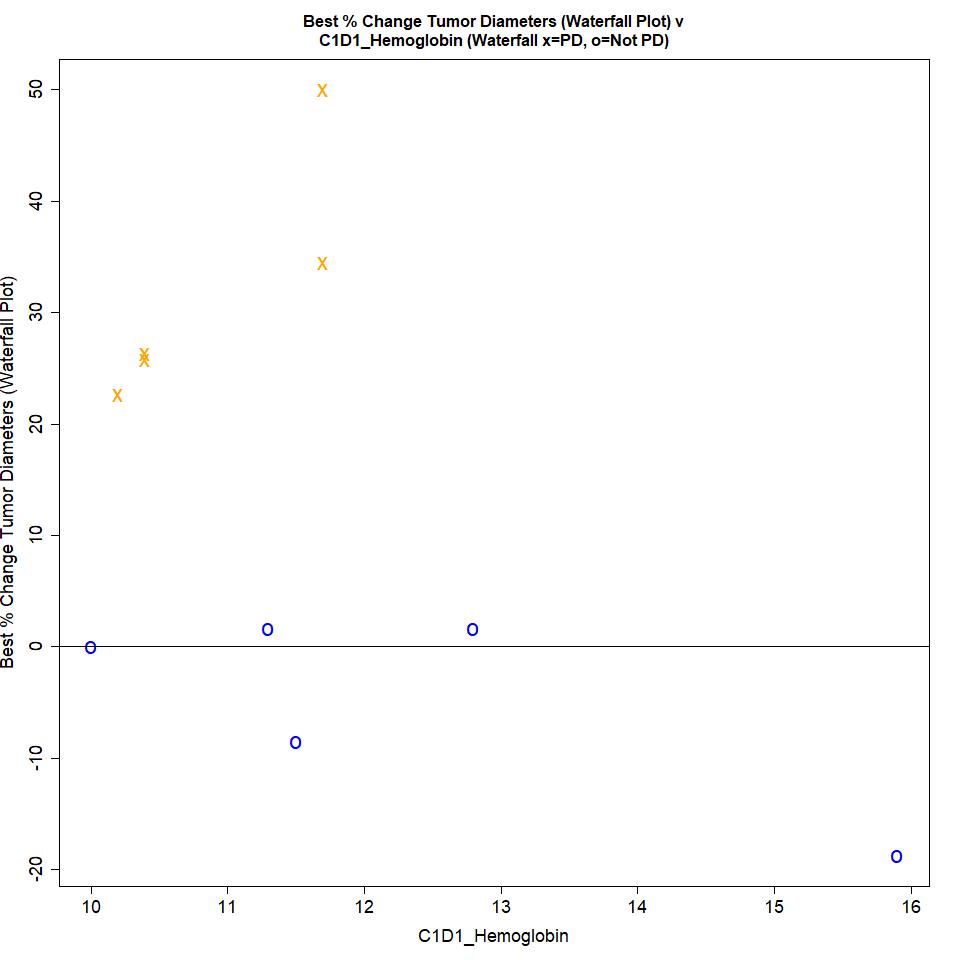 Best % Change Tumor Diameters (Waterfall Plot) v
C1D1_Hemoglobin (Waterfall x=PD, o=Not PD)
Best % Change Tumor Diameters (Waterfall Plot)
50
40
30
20
10
0
-10
-20
X
X
X
X
X
O
O
O
O
O
10 11 12 13 14 15 16
C1D1_Hemoglobin